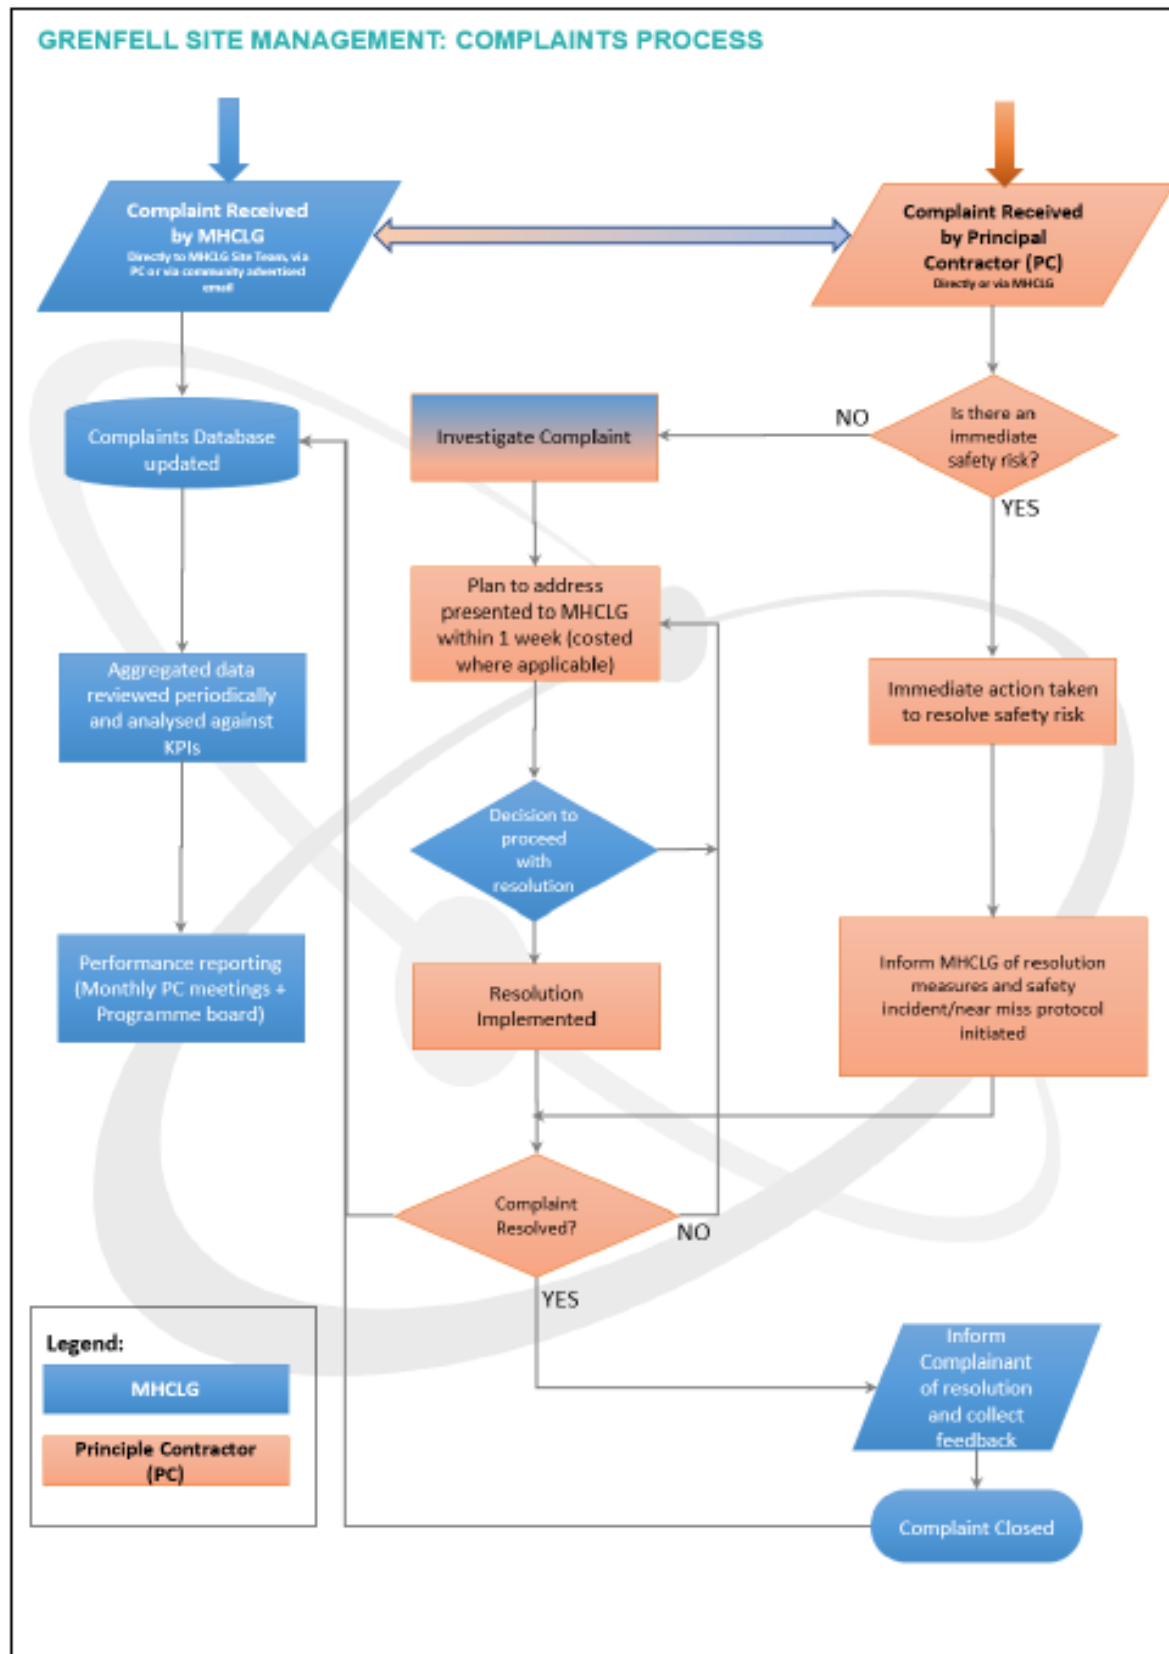 GRENFELL SITE MANAGEMENT: COMPLAINTS PROCESS
Complaint Received
by MHCLG
Directly to MHCLG Site Team, via
PC or via community advertised
email
Complaint Received
by Principal
Contractor (PC)
Directly or via MHCLG
Complaints Database
updated
Investigate Complaint
NO
Is there an
immediate
safety risk?
YES
Plan to address
presented to MHCLG
within 1 week (costed
where applicable)
Aggregated data
reviewed periodically
and analysed against
KPIs
Immediate action taken
to resolve safety risk
Decision to
proceed
with
resolution
Performance reporting
(Monthly PC meetings +
Programme board)
Resolution
Implemented
Inform MHCLG of resolution
measures and safety
incident/near miss protocol
initiated
Complaint
Resolved?
NO
YES
Inform
Complainant
of resolution
and collect
feedback
Complaint Closed
Legend:
MHCLG
Principle Contractor
(PC)